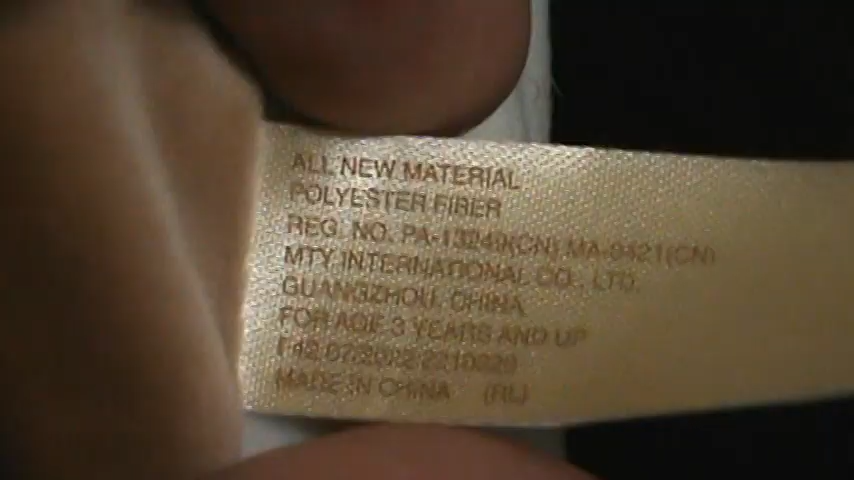 ALL NEW MATERIAL
POLYESTER FIBER
REG. NO. PA-13249(CN) MA-9421(CN)
MTY INTERNATIONAL CO., LTD.
GUANGZHOU, CHINA
FOR AGE 3 YEARS AND UP
MADE IN CHINA (RL)